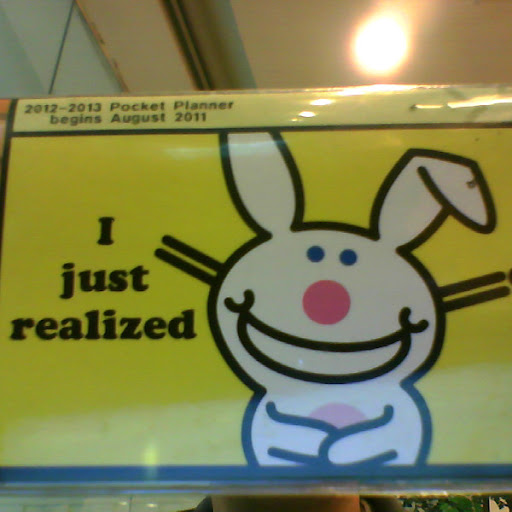 2012-2013 Pocket Planner
begins August 2011
I
just
realized